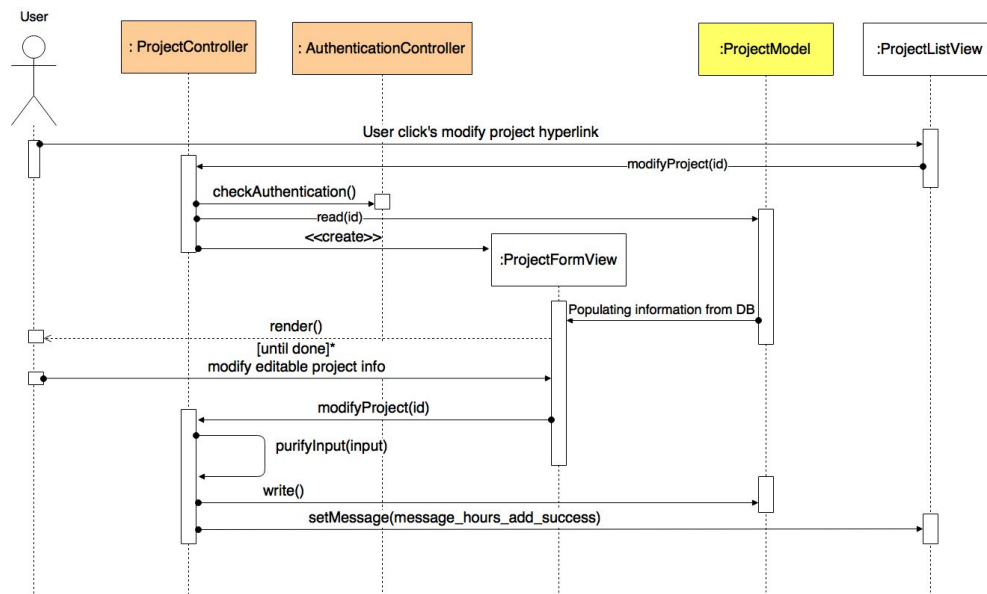 User
: ProjectController
: AuthenticationController
:ProjectModel
:ProjectListView
User click's modify project hyperlink
modifyProject(id)
checkAuthentication()
read(id)
<<create>>
:ProjectFormView
Populating information from DB
render()
[until done]*
modify editable project info
modifyProject(id)
purifyInput(input)
write()
setMessage(message_hours_add_success)